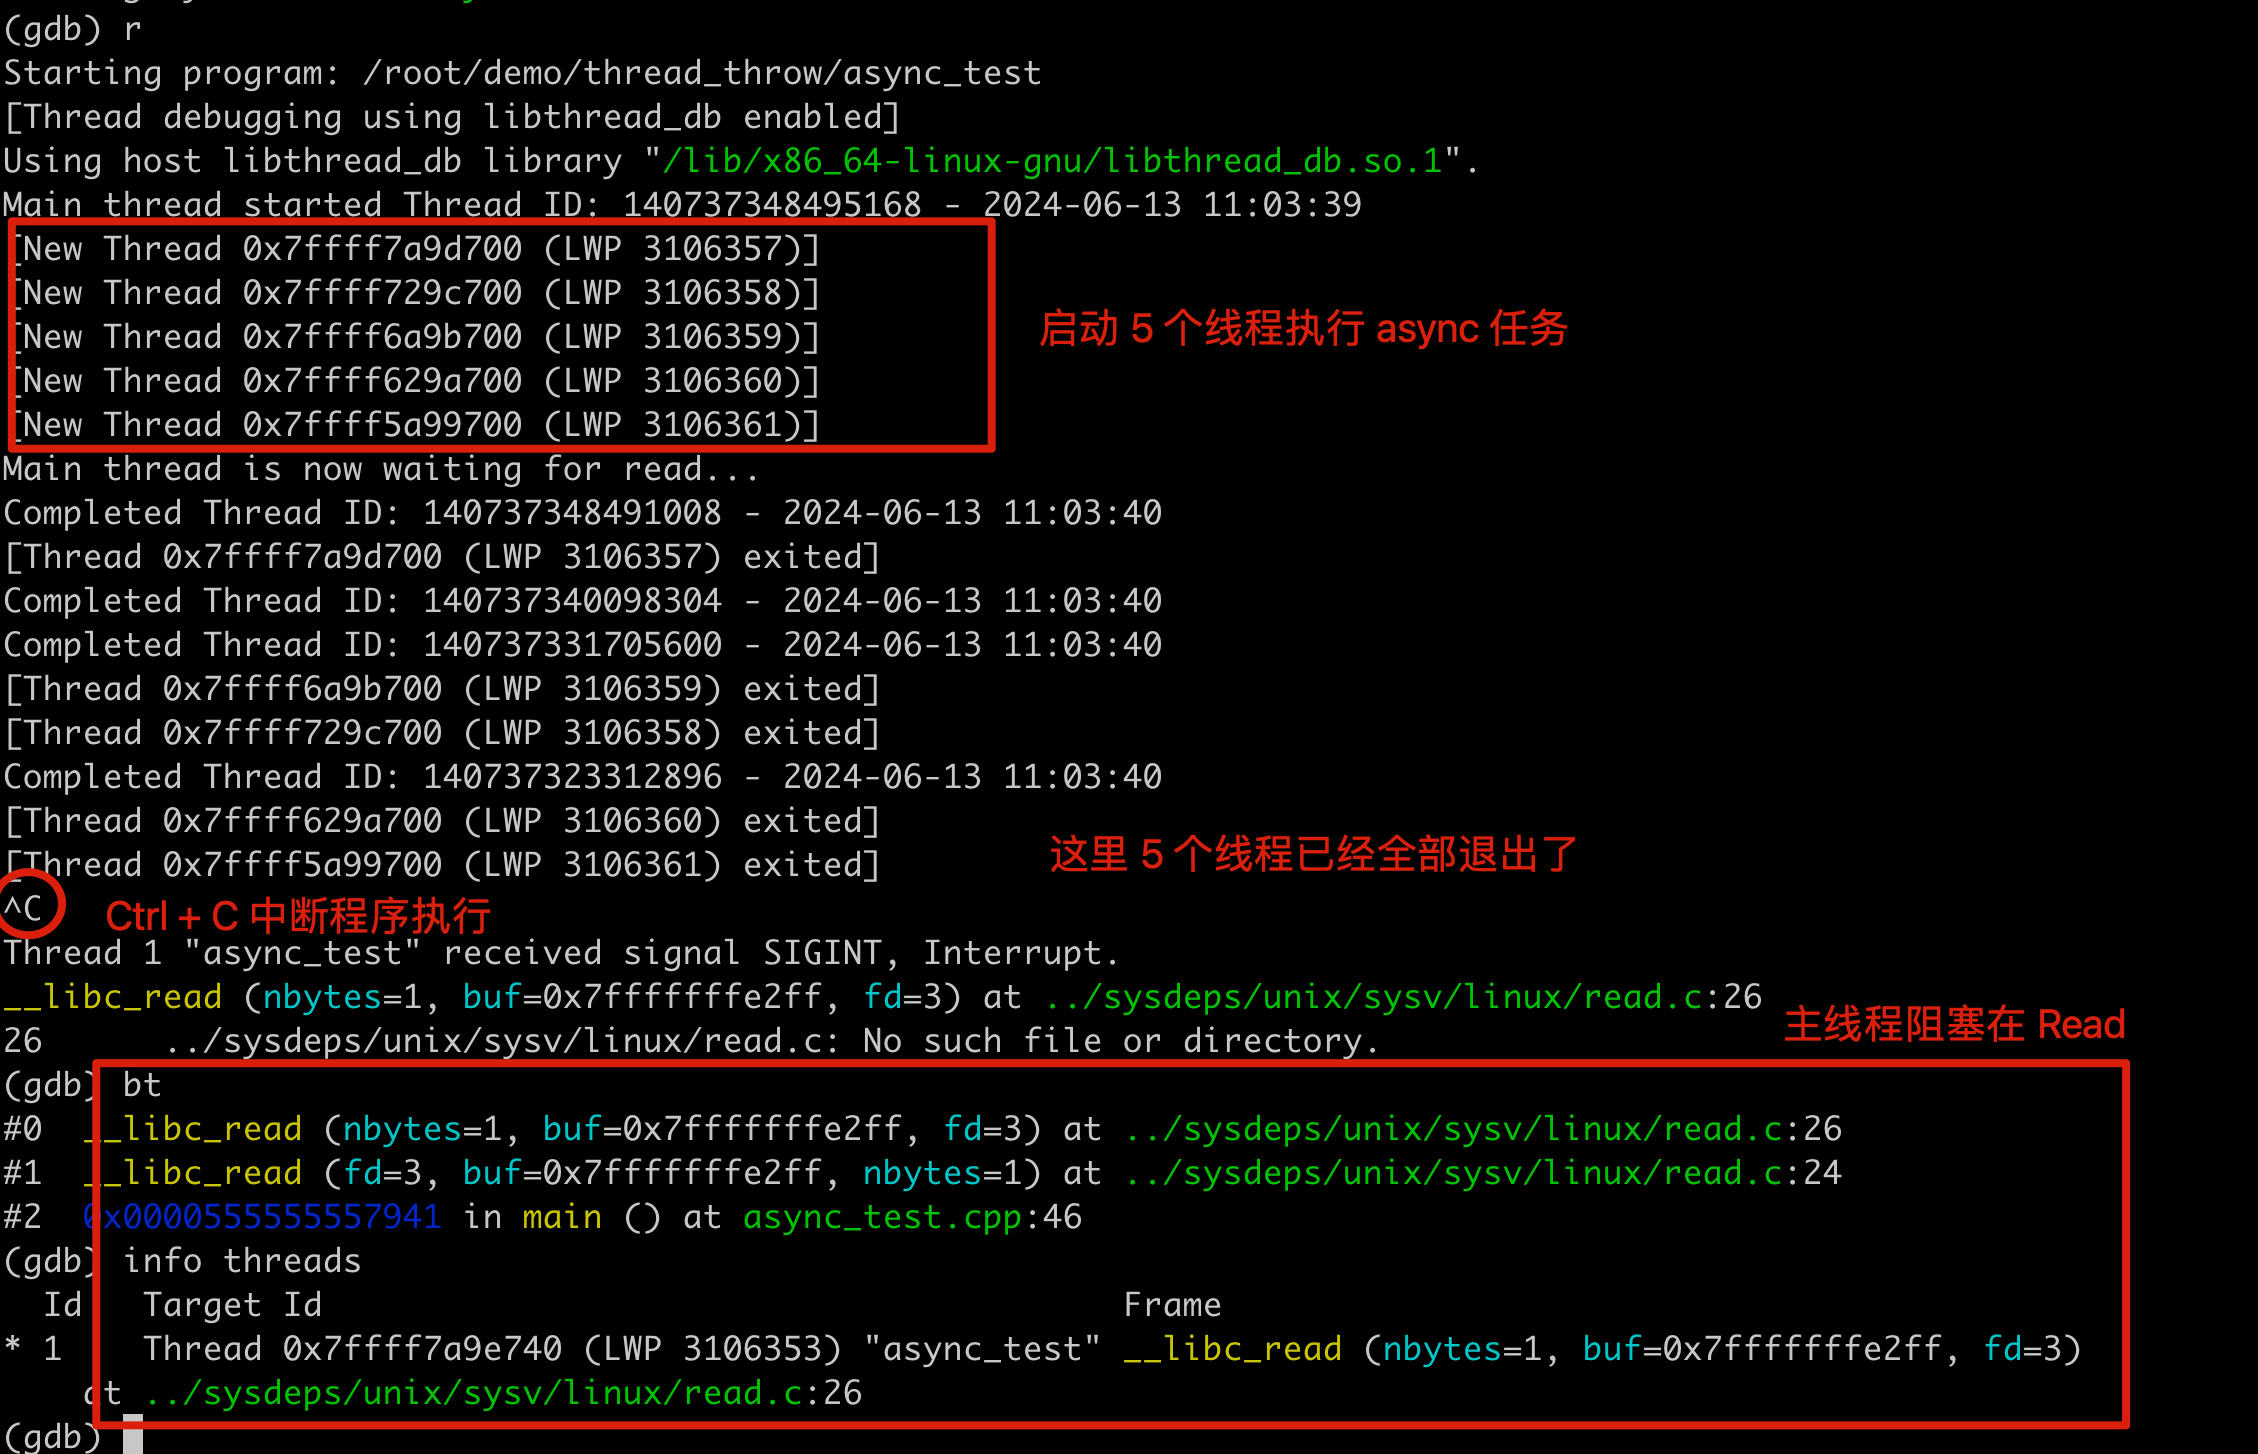 (gdb) r
Starting program: /root/demo/thread_throw/async_test
[Thread debugging using libthread_db enabled]
Using host libthread_db library "/lib/x86_64-linux-gnu/libthread_db.so.1".
Main thread started Thread ID: 140737348495168 - 2024-06-13 11:03:39
[New Thread 0x7ffff7a9d700 (LWP 3106357)]
[New Thread 0x7ffff729c700 (LWP 3106358)]
启动 5 个线程执行 async 任务
[New Thread 0x7ffff6a9b700 (LWP 3106359)]
[New Thread 0x7ffff629a700 (LWP 3106360)]
[New Thread 0x7ffff5a99700 (LWP 3106361)]
Main thread is now waiting for read...
Completed Thread ID: 140737348491008 - 2024-06-13 11:03:40
[Thread 0x7ffff7a9d700 (LWP 3106357) exited]
Completed Thread ID: 140737340098304 - 2024-06-13 11:03:40
Completed Thread ID: 140737331705600 - 2024-06-13 11:03:40
[Thread 0x7ffff6a9b700 (LWP 3106359) exited]
[Thread 0x7ffff729c700 (LWP 3106358) exited]
Completed Thread ID: 140737323312896 - 2024-06-13 11:03:40
[Thread 0x7ffff629a700 (LWP 3106360) exited]
[Thread 0x7ffff5a99700 (LWP 3106361) exited]
这里 5 个线程已经全部退出了
^C
Ctrl + C 中断程序执行
Thread 1 "async_test" received signal SIGINT, Interrupt.
__libc_read (nbytes=1, buf=0x7fffffffe2ff, fd=3) at ../sysdeps/unix/sysv/linux/read.c:26
主线程阻塞在 Read
26      ../sysdeps/unix/sysv/linux/read.c: No such file or directory.
(gdb) bt
#0  __libc_read (nbytes=1, buf=0x7fffffffe2ff, fd=3) at ../sysdeps/unix/sysv/linux/read.c:26
#1  __libc_read (fd=3, buf=0x7fffffffe2ff, nbytes=1) at ../sysdeps/unix/sysv/linux/read.c:24
#2  0x0000555555557941 in main () at async_test.cpp:46
(gdb) info threads
  Id   Target Id                                        Frame
* 1    Thread 0x7ffff7a9e740 (LWP 3106353) "async_test" __libc_read (nbytes=1, buf=0x7fffffffe2ff, fd=3)
    at ../sysdeps/unix/sysv/linux/read.c:26
(gdb)